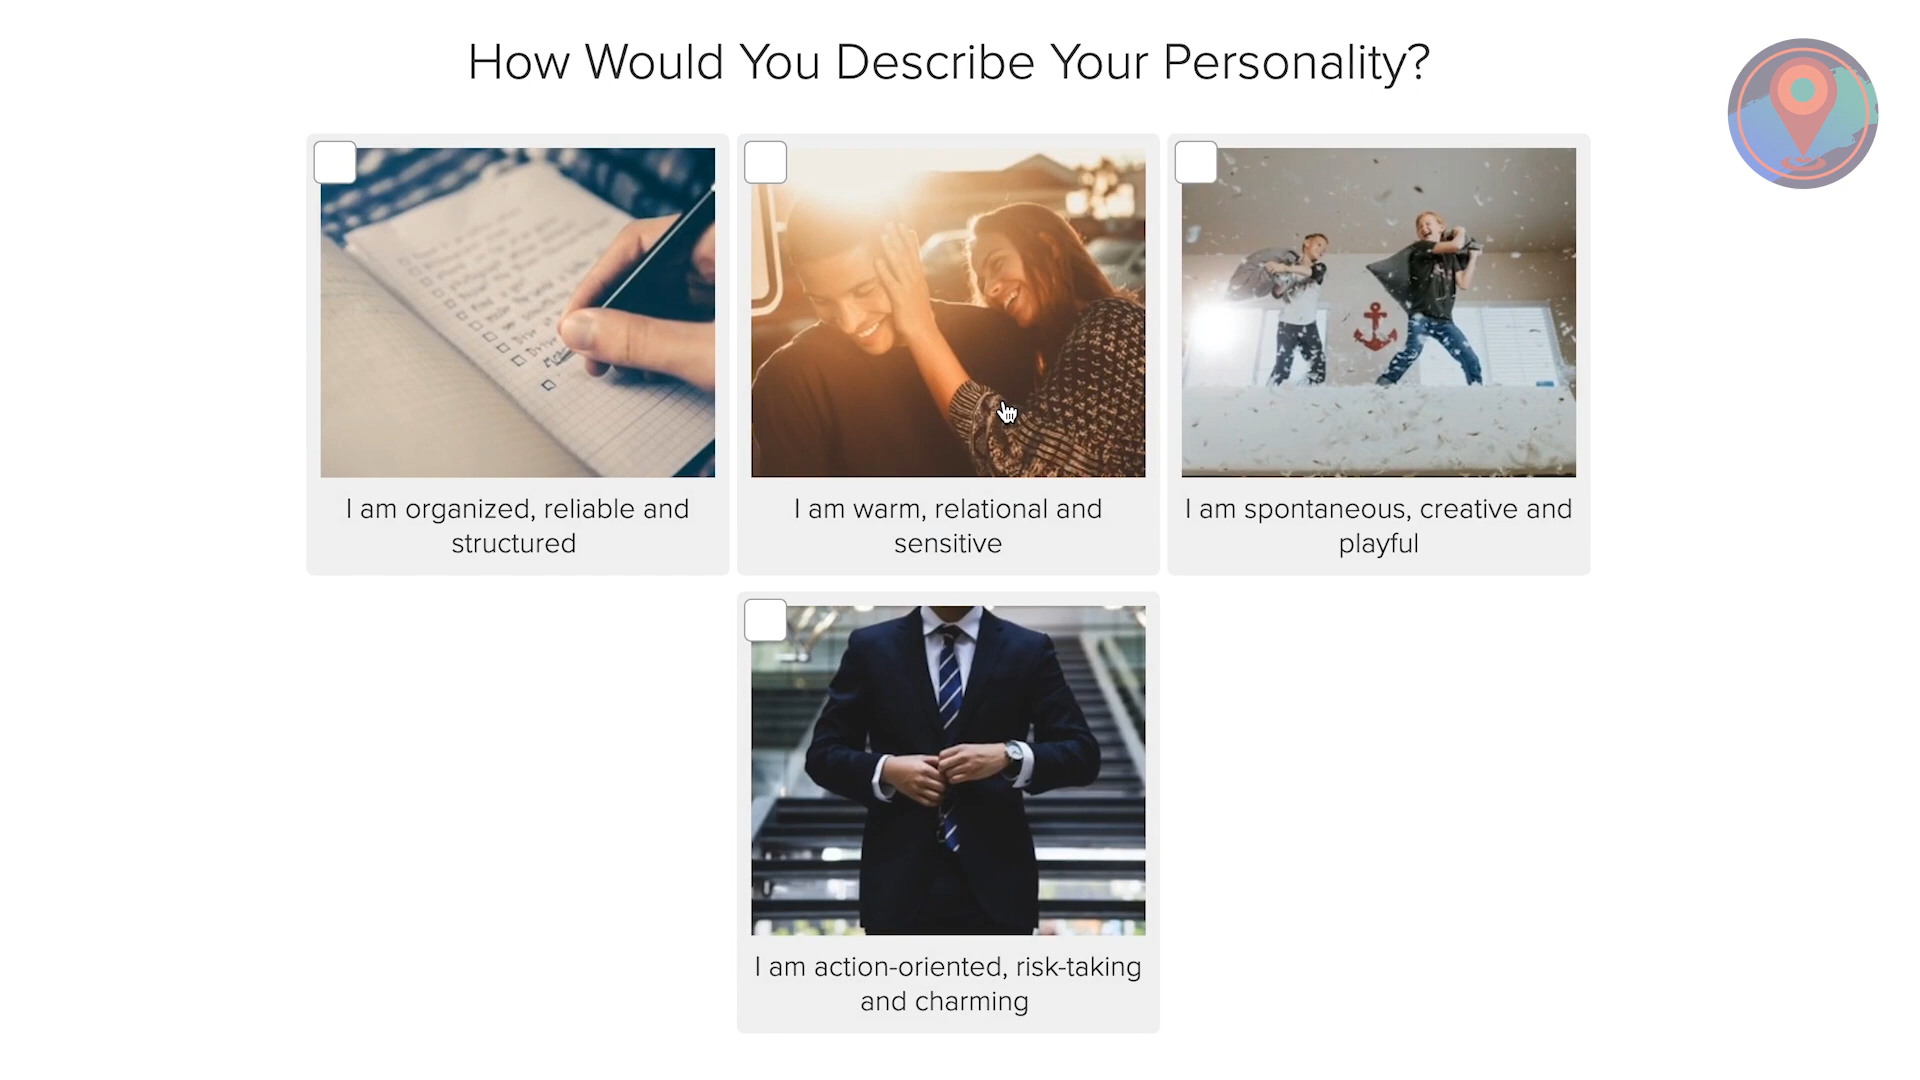 How Would You Describe Your Personality?
I am organized, reliable and
structured
I am warm, relational and
sensitive
I am spontaneous, creative and
playful
I am action-oriented, risk-taking
and charming